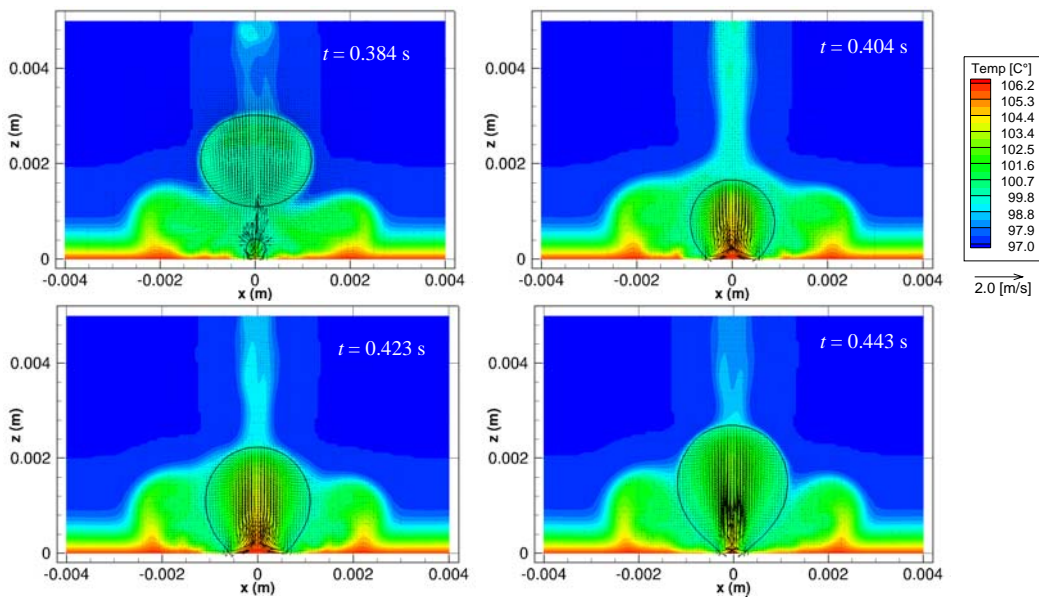 t = 0.384 s
0.004
0.002
0
z (m)
-0.004 -0.002 0 0.002 0.004
x (m)
t = 0.404 s
0.004
0.002
0
z (m)
-0.004 -0.002 0 0.002 0.004
x (m)
Temp [C°]
106.2
105.3
104.4
103.4
102.5
101.6
100.7
99.8
98.8
97.9
97.0
2.0 [m/s]
t = 0.423 s
0.004
0.002
0
z (m)
-0.004 -0.002 0 0.002 0.004
x (m)
t = 0.443 s
0.004
0.002
0
z (m)
-0.004 -0.002 0 0.002 0.004
x (m)